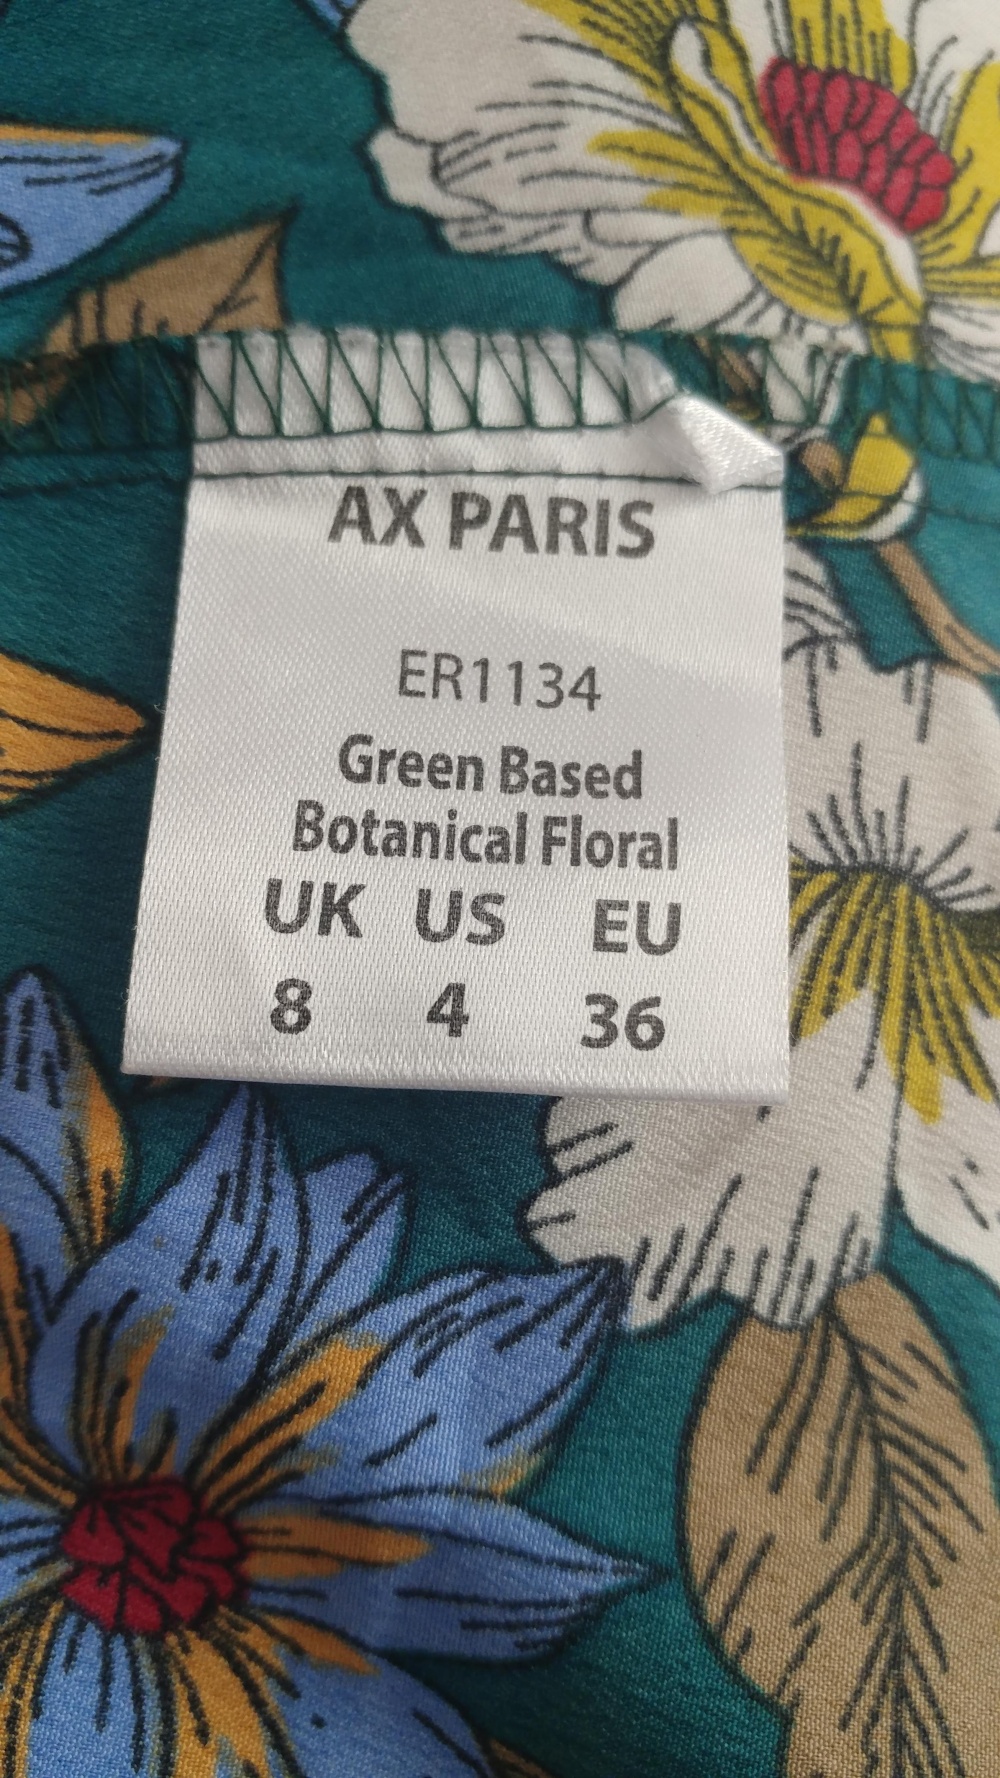 AX PARIS
ER1134
Green Based
Botanical Floral
UK US EU
8 4 36